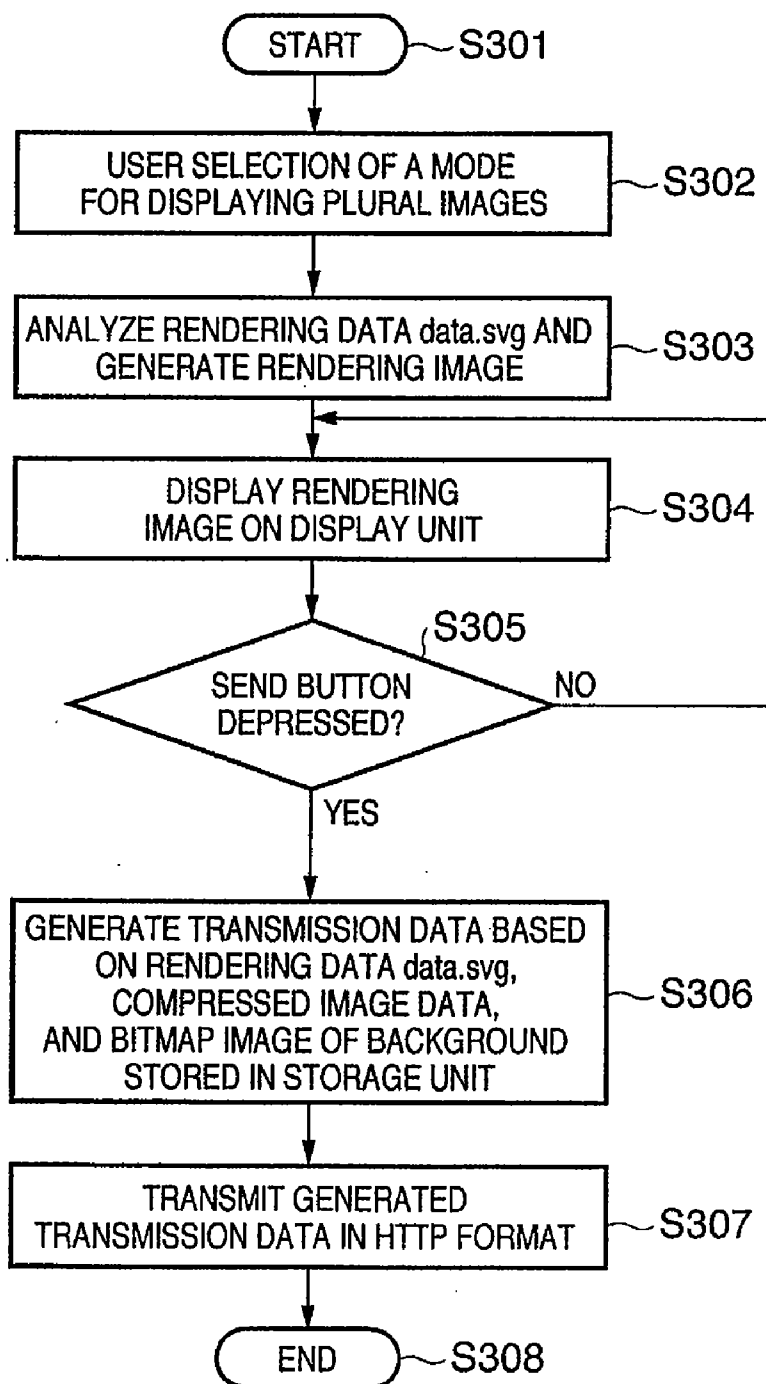 START
S301
USER SELECTION OF A MODE
FOR DISPLAYING PLURAL IMAGES
S302
ANALYZE RENDERING DATA data.svg AND
GENERATE RENDERING IMAGE
S303
DISPLAY RENDERING
IMAGE ON DISPLAY UNIT
S304
S305
SEND BUTTON
DEPRESSED?
NO
YES
GENERATE TRANSMISSION DATA BASED
ON RENDERING DATA data.svg,
COMPRESSED IMAGE DATA,
AND BITMAP IMAGE OF BACKGROUND
STORED IN STORAGE UNIT
S306
TRANSMIT GENERATED
TRANSMISSION DATA IN HTTP FORMAT
S307
END
S308